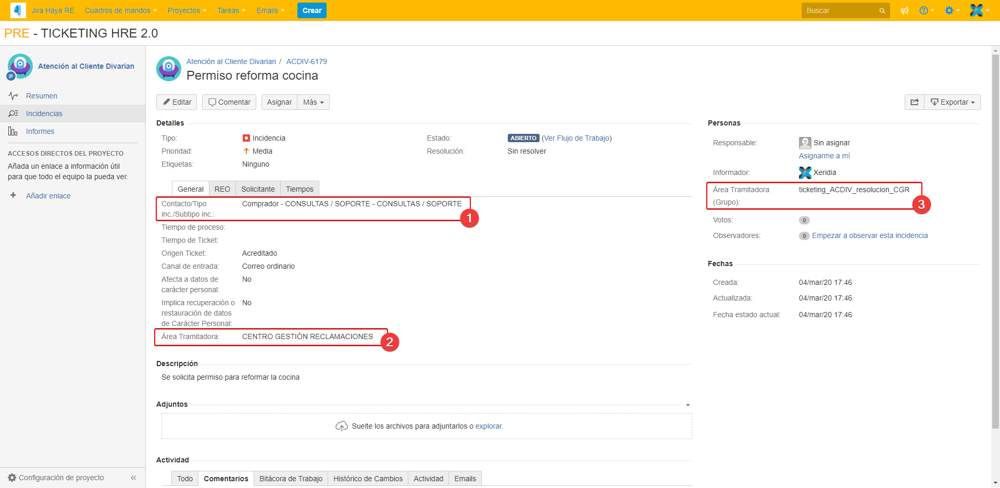 Jira Haya RE Cuadros de mandos Proyectos Tareas Emails Crear Buscar
PRE - TICKETING HRE 2.0
Atención al Cliente Divarian
Resumen
Incidencias
Informes
ACCESOS DIRECTOS DEL PROYECTO
Añada un enlace a información útil
para que todo el equipo la pueda ver.
+ Añadir enlace
Configuración de proyecto «
Atención al Cliente Divarian / ACDIV-6179
Permiso reforma cocina
Editar Comentar Asignar Más
Exportar
Detalles
Tipo: Incidencia
Prioridad: Media
Etiquetas: Ninguno
Estado: ABIERTO (Ver Flujo de Trabajo)
Resolución: Sin resolver
General REO Solicitante Tiempos
Contacto/Tipo Comprador - CONSULTAS / SOPORTE - CONSULTAS / SOPORTE
inc./Subtipo inc.:
1
Tiempo de proceso:
Tiempo de Ticket:
Origen Ticket: Acreditado
Canal de entrada: Correo ordinario
Afecta a datos de No
carácter personal:
Implica recuperación o No
restauración de datos
de Carácter Personal:
Área Tramitadora: CENTRO GESTIÓN RECLAMACIONES
2
Descripción
Se solicita permiso para reformar la cocina
Adjuntos
Suelte los archivos para adjuntarlos o explorar.
Actividad
Todo Comentarios Bitácora de Trabajo Histórico de Cambios Actividad Emails
Personas
Responsable: Sin asignar
Asignarme a mí
Informador: Xeridia
Área Tramitadora ticketing_ACDIV_resolucion_CGR
(Grupo):
3
Votos: 0
Observadores: 0 Empezar a observar esta incidencia
Fechas
Creada: 04/mar/20 17:46
Actualizada: 04/mar/20 17:46
Fecha estado actual: 04/mar/20 17:46